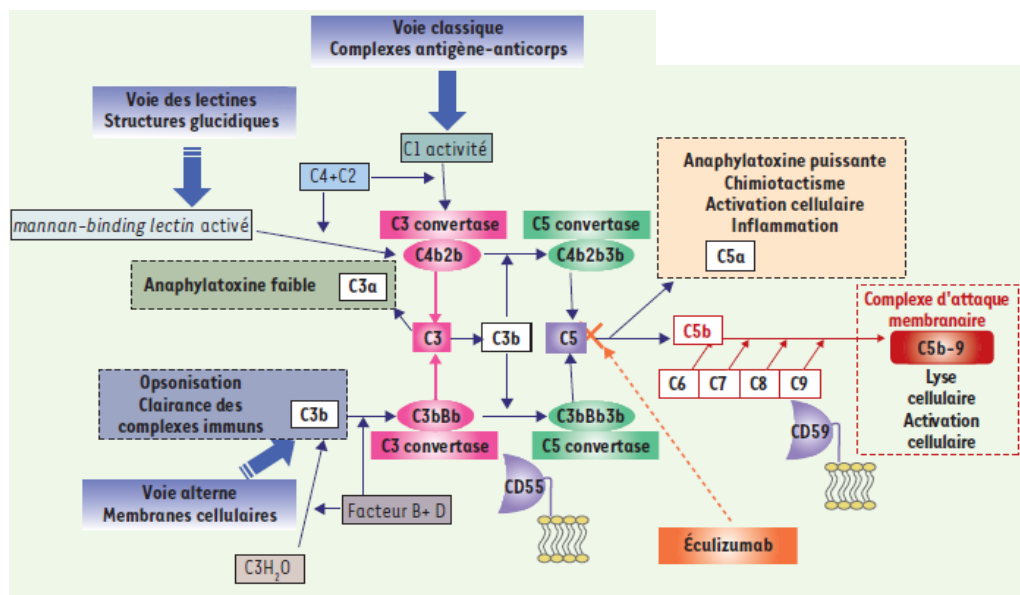 Voie classique
Complexes antigène-anticorps
Voie des lectines
Structures glucidiques
C1 activité
C4+C2
mannan-binding lectin activé
C3 convertase
C5 convertase
C4b2b
C4b2b3b
Anaphylatoxine puissante
Chimiotactisme
Activation cellulaire
Inflammation
C5a
Anaphylatoxine faible
C3a
C3
C3b
C5
C5b
C6
C7
C8
C9
Complexe d'attaque
membranaire
C5b-9
Lyse
cellulaire
Activation
cellulaire
Opsonisation
Clairance des
complexes immuns
C3b
C3bBb
C3bBb3b
C3 convertase
C5 convertase
CD55
CD59
Voie alterne
Membranes cellulaires
Facteur B+ D
C3H₂O
Éculizumab